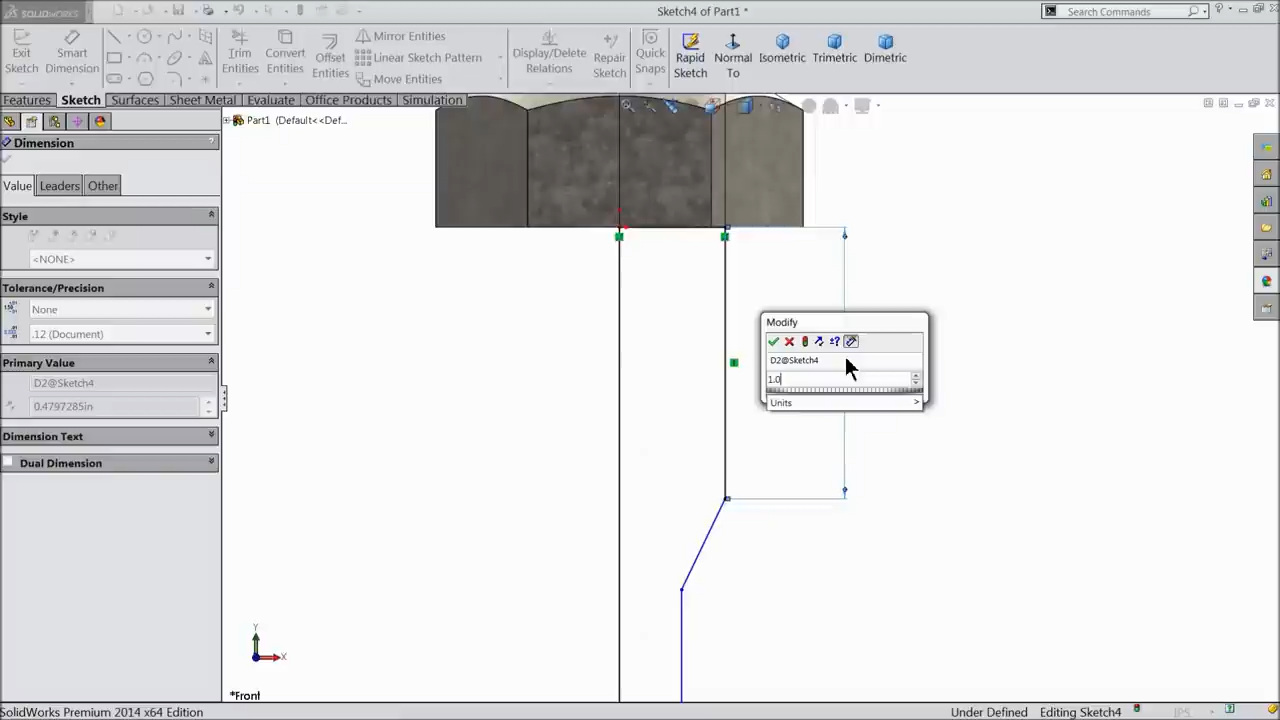 SOLIDWORKS
Sketch4 of Part1 *
Search Commands
Exit Sketch
Smart Dimension
Trim Entities
Convert Entities
Offset Entities
Mirror Entities
Linear Sketch Pattern
Move Entities
Display/Delete Relations
Repair Sketch
Quick Snaps
Rapid Sketch
Normal To
Isometric
Trimetric
Dimetric
Features
Sketch
Surfaces
Sheet Metal
Evaluate
Office Products
Simulation
Part1 (Default<<Def...
Dimension
?
Value
Leaders
Other
Style
<NONE>
Tolerance/Precision
None
.12 (Document)
Primary Value
D2@Sketch4
0.4797285in
Dimension Text
Dual Dimension
Modify
D2@Sketch4
1.0
Units >
Y
X
*Front
SolidWorks Premium 2014 x64 Edition
Under Defined
Editing Sketch4
IPS